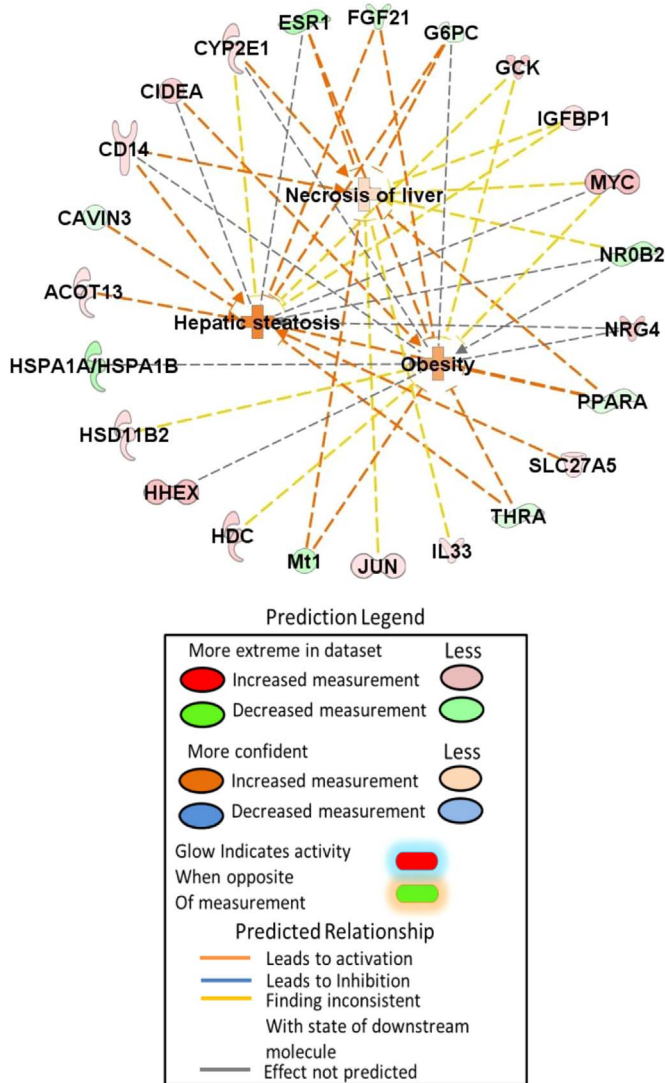 ESR1
FGF21
G6PC
CYP2E1
GCK
CIDEA
IGFBP1
CD14
MYC
Necrosis of liver
CAVIN3
NR0B2
ACOT13
Hepatic steatosis
NRG4
HSPA1A/HSPA1B
Obesity
PPARA
HSD11B2
SLC27A5
HHEX
THRA
HDC
IL33
Mt1
JUN
Prediction Legend
More extreme in dataset Less
Increased measurement
Decreased measurement
More confident Less
Increased measurement
Decreased measurement
Glow Indicates activity
When opposite
Of measurement
Predicted Relationship
Leads to activation
Leads to Inhibition
Finding inconsistent
With state of downstream
molecule
Effect not predicted